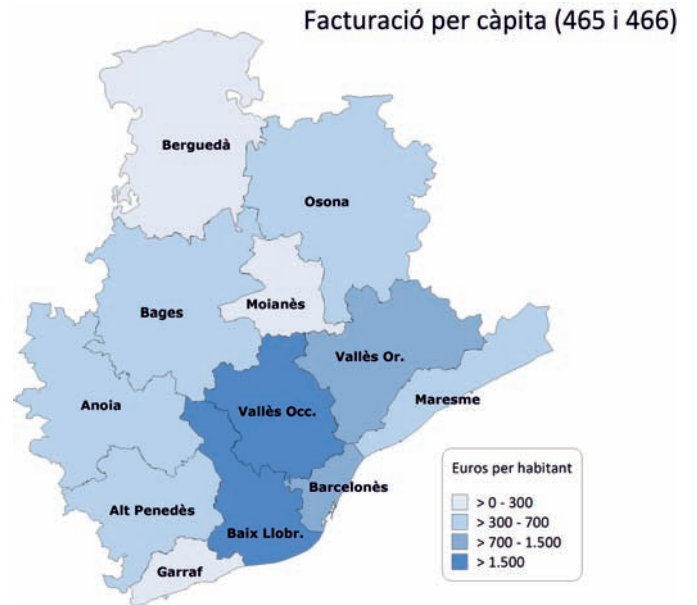 Facturació per càpita (465 i 466)
Berguedà
Osona
Moianès
Bages
Vallès Or.
Anoia
Vallès Occ.
Maresme
Alt Penedès
Barcelonès
Baix Llobr.
Garraf
Euros per habitant
> 0 - 300
> 300 - 700
> 700 - 1.500
> 1.500